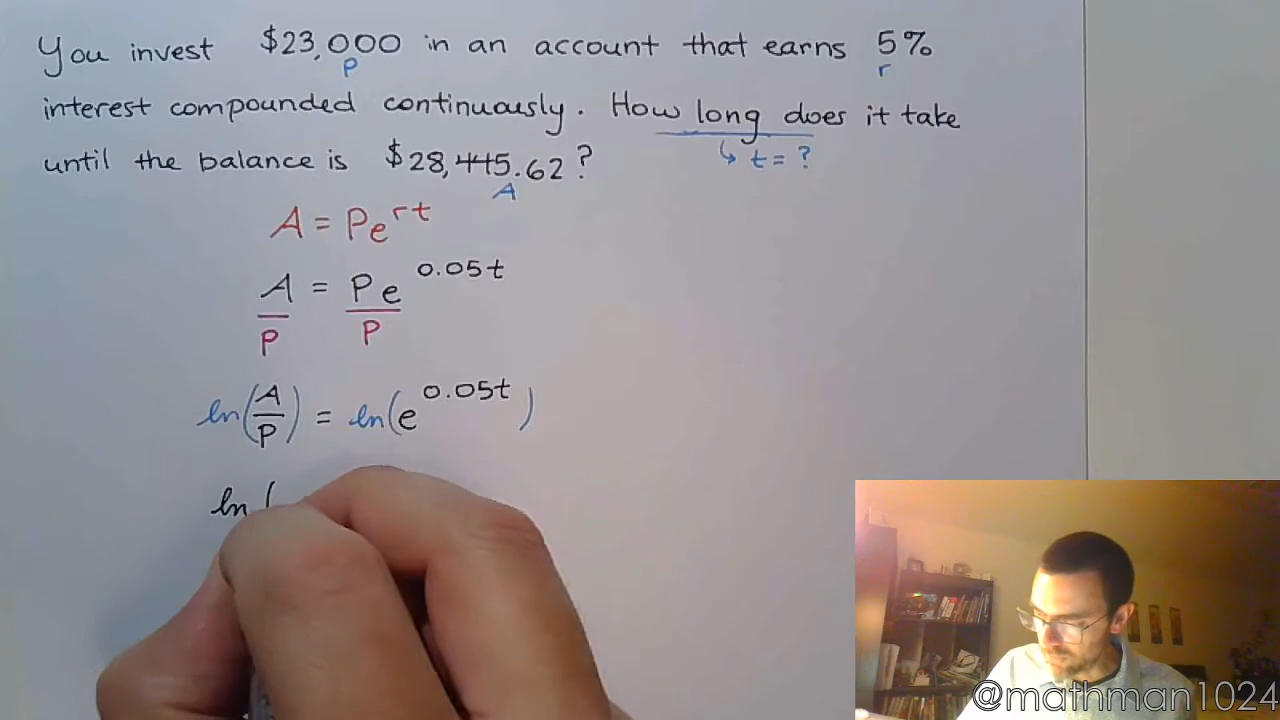 You invest $23,000 in an account that earns 5%
P r
interest compounded continuously. How long does it take
↳ t = ?
until the balance is $28,445.62?
A
A = Pe^rt
A/P = Pe^0.05t/P
ln(A/P) = ln(e^0.05t)
ln(
@mathman1024